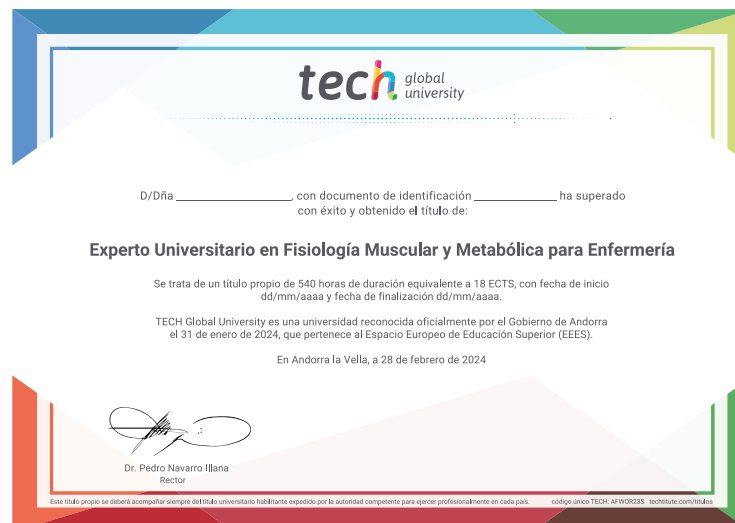 tech global
university
D/Dña ____________, con documento de identificación ____________ ha superado
con éxito y obtenido el título de:
Experto Universitario en Fisiología Muscular y Metabólica para Enfermería
Se trata de un título propio de 540 horas de duración equivalente a 18 ECTS, con fecha de inicio
dd/mm/aaaa y fecha de finalización dd/mm/aaaa.
TECH Global University es una universidad reconocida oficialmente por el Gobierno de Andorra
el 31 de enero de 2024, que pertenece al Espacio Europeo de Educación Superior (EEES).
En Andorra la Vella, a 28 de febrero de 2024
Dr. Pedro Navarro Illana
Rector
Este título propio se deberá acompañar siempre del título universitario habilitante expedido por la autoridad competente para ejercer profesionalmente en cada país. código único TECH: AFWOR235 techtitute.com/titulos